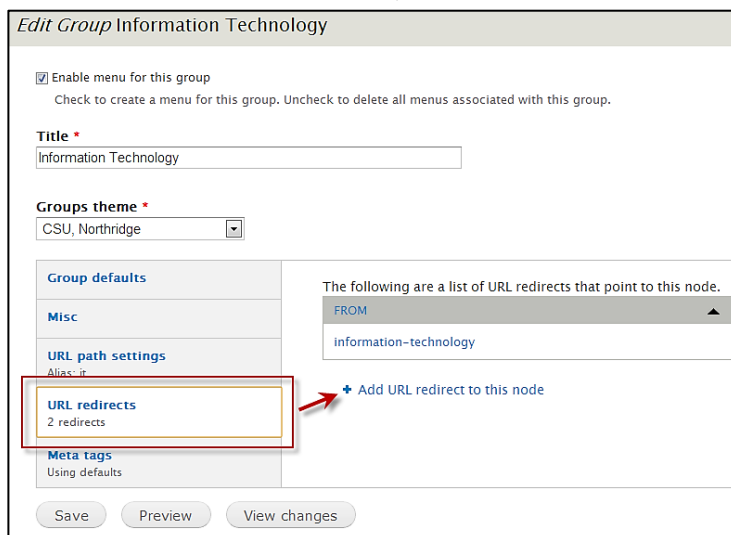 Edit Group Information Technology
Enable menu for this group
Check to create a menu for this group. Uncheck to delete all menus associated with this group.
Title *
Information Technology
Groups theme *
CSU, Northridge
Group defaults
Misc
URL path settings
Alias: it
URL redirects
2 redirects
Meta tags
Using defaults
The following are a list of URL redirects that point to this node.
FROM
information-technology
+ Add URL redirect to this node
Save
Preview
View changes